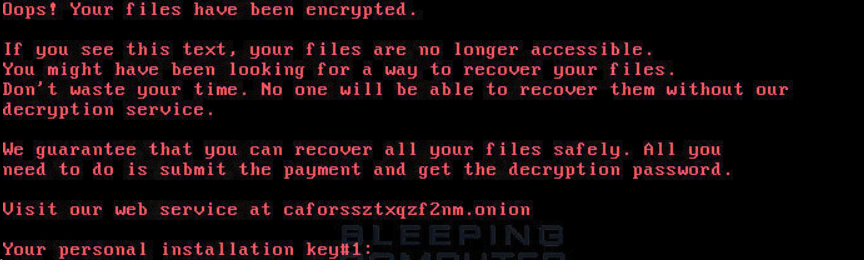 Oops! Your files have been encrypted.
If you see this text, your files are no longer accessible.
You might have been looking for a way to recover your files.
Don't waste your time. No one will be able to recover them without our
decryption service.
We guarantee that you can recover all your files safely. All you
need to do is submit the payment and get the decryption password.
Visit our web service at caforssztxqzf2nm.onion
BLEEPING
Your personal installation key#1:
COMPUTER